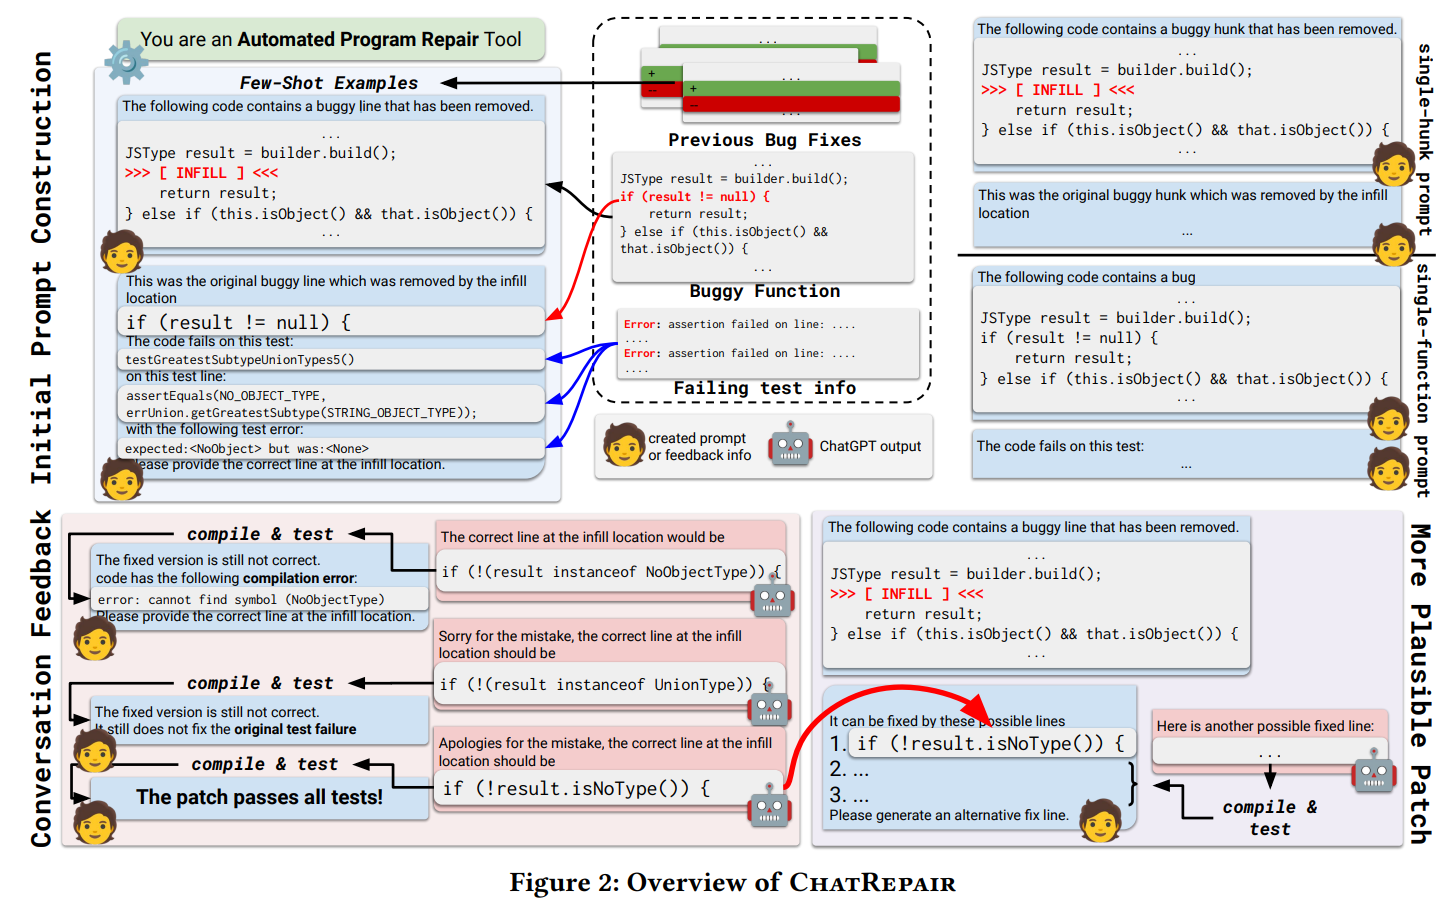 Initial Prompt Construction
You are an Automated Program Repair Tool
Few-Shot Examples
The following code contains a buggy line that has been removed.
...
JSType result = builder.build();
>>> [ INFILL ] <<<
return result;
} else if (this.isObject() && that.isObject()) {
...
This was the original buggy line which was removed by the infill
location
if (result != null) {
The code fails on this test:
testGreatestSubtypeUnionTypes5()
on this test line:
assertEquals(NO_OBJECT_TYPE,
errUnion.getGreatestSubtype(STRING_OBJECT_TYPE));
with the following test error:
expected:<NoObject> but was:<None>
Please provide the correct line at the infill location.
...
+
--
...
+
--
...
Previous Bug Fixes
...
JSType result = builder.build();
if (result != null) {
return result;
} else if (this.isObject() &&
that.isObject()) {
...
Buggy Function
Error: assertion failed on line: ....
....
Error: assertion failed on line: ....
....
Failing test info
created prompt
or feedback info
ChatGPT output
The following code contains a buggy hunk that has been removed.
...
JSType result = builder.build();
>>> [ INFILL ] <<<
return result;
} else if (this.isObject() && that.isObject()) {
...
This was the original buggy hunk which was removed by the infill
location
...
single-hunk prompt
The following code contains a bug
...
JSType result = builder.build();
if (result != null) {
return result;
} else if (this.isObject() && that.isObject()) {
...
The code fails on this test:
...
single-function prompt
Conversation Feedback
compile & test
The fixed version is still not correct.
code has the following compilation error:
error: cannot find symbol (NoObjectType)
Please provide the correct line at the infill location.
The correct line at the infill location would be
if (!(result instanceof NoObjectType)) {
Sorry for the mistake, the correct line at the infill
location should be
if (!(result instanceof UnionType)) {
compile & test
The fixed version is still not correct.
It still does not fix the original test failure
Apologies for the mistake, the correct line at the infill
location should be
if (!result.isNoType()) {
compile & test
The patch passes all tests!
More Plausible Patch
The following code contains a buggy line that has been removed.
...
JSType result = builder.build();
>>> [ INFILL ] <<<
return result;
} else if (this.isObject() && that.isObject()) {
...
It can be fixed by these possible lines
1. if (!result.isNoType()) {
2. ...
3. ...
Please generate an alternative fix line.
Here is another possible fixed line:
...
compile &
test
Figure 2: Overview of CHATREPAIR